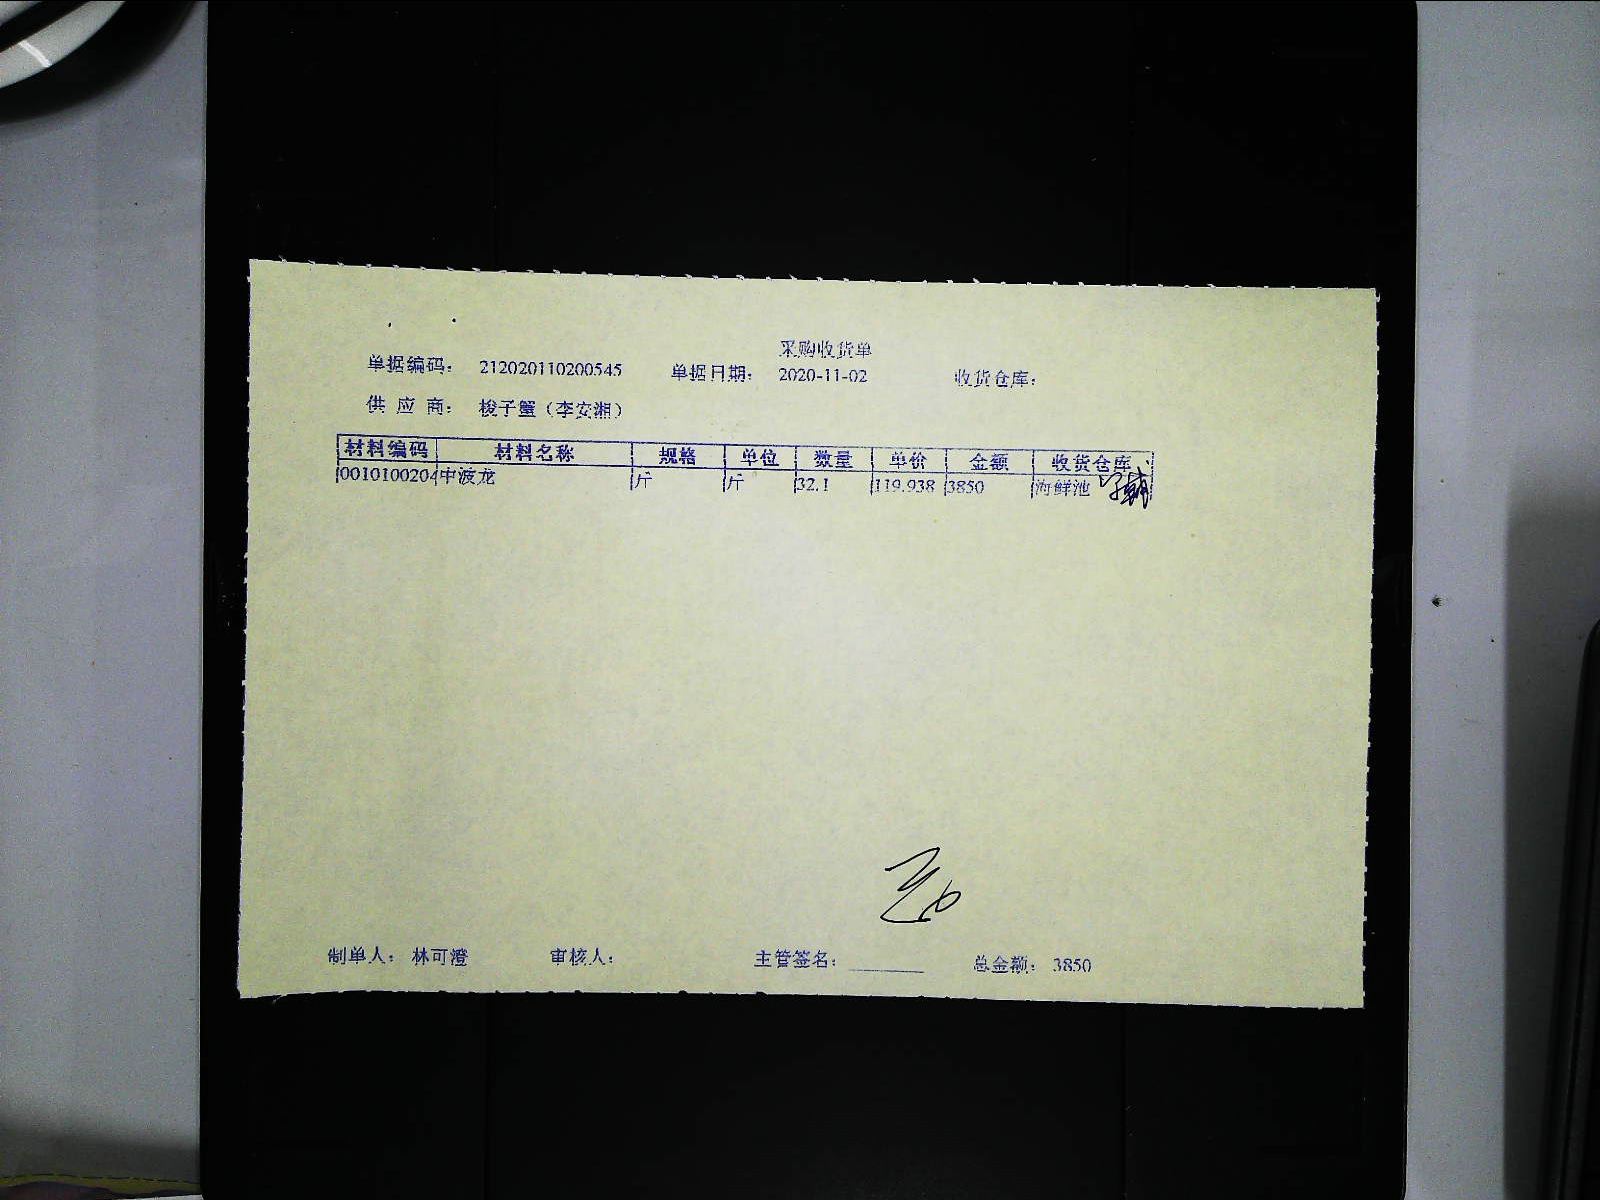 采购收货单
单据编码： 212020110200545 单据日期： 2020-11-02 收货仓库：
供 应 商： 梭子蟹（李安湘）
材料编码 材料名称 规格 单位 数量 单价 金额 收货仓库
0010100204 中波龙 斤 斤 32.1 119.938 3850 海鲜池
制单人： 林可澄 审核人： 主管签名： 总金额： 3850